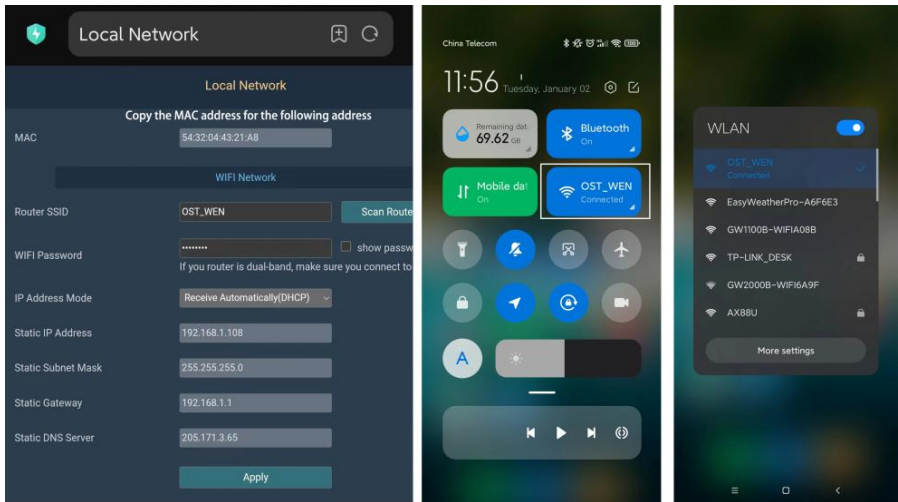 Local Network
Local Network
Copy the MAC address for the following address
MAC
54:32:04:43:21:A8
WIFI Network
Router SSID
OST_WEN
Scan Route
WIFI Password
........
show passw
If you router is dual-band, make sure you connect to
IP Address Mode
Receive Automatically(DHCP)
Static IP Address
192.168.1.108
Static Subnet Mask
255.255.255.0
Static Gateway
192.168.1.1
Static DNS Server
205.171.3.65
Apply
China Telecom
100
11:56 Tuesday, January 02
Remaining dat
69.62 GB
Bluetooth
On
Mobile dat
On
OST_WEN
Connected
A
WLAN
OST_WEN
Connected
EasyWeatherPro-A6F6E3
GW1100B-WIFIA08B
TP-LINK_DESK
GW2000B-WIFI6A9F
AX88U
More settings